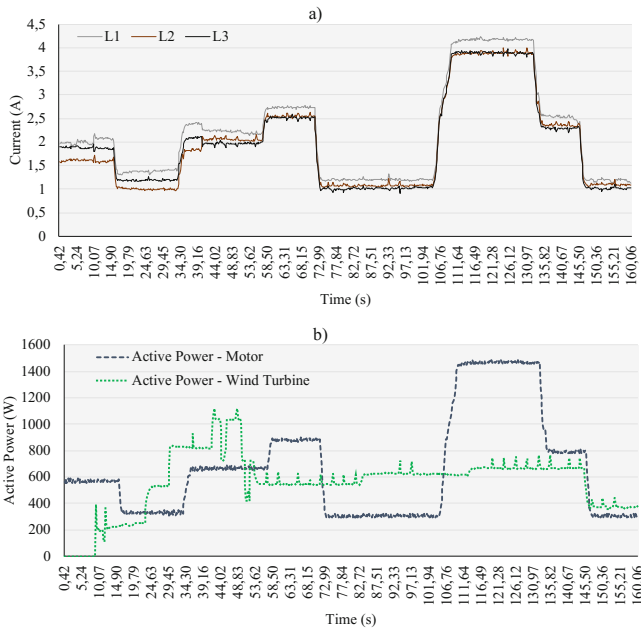 a)
4,5
4
3,5
3
2,5
2
1,5
1
0,5
0
Current (A)
L1 L2 L3
0,42 5,24 10,07 14,90 19,79 24,63 29,45 34,30 39,16 44,02 48,83 53,62 58,50 63,31 68,15 72,99 77,84 82,72 87,51 92,33 97,13 101,94 106,76 111,64 116,49 121,28 126,12 130,97 135,82 140,67 145,50 150,36 155,21 160,06
Time (s)
b)
1600
1400
1200
1000
800
600
400
200
0
Active Power (W)
Active Power - Motor
Active Power - Wind Turbine
0,42 5,24 10,07 14,90 19,79 24,63 29,45 34,30 39,16 44,02 48,83 53,62 58,50 63,31 68,15 72,99 77,84 82,72 87,51 92,33 97,13 101,94 106,76 111,64 116,49 121,28 126,12 130,97 135,82 140,67 145,50 150,36 155,21 160,06
Time (s)